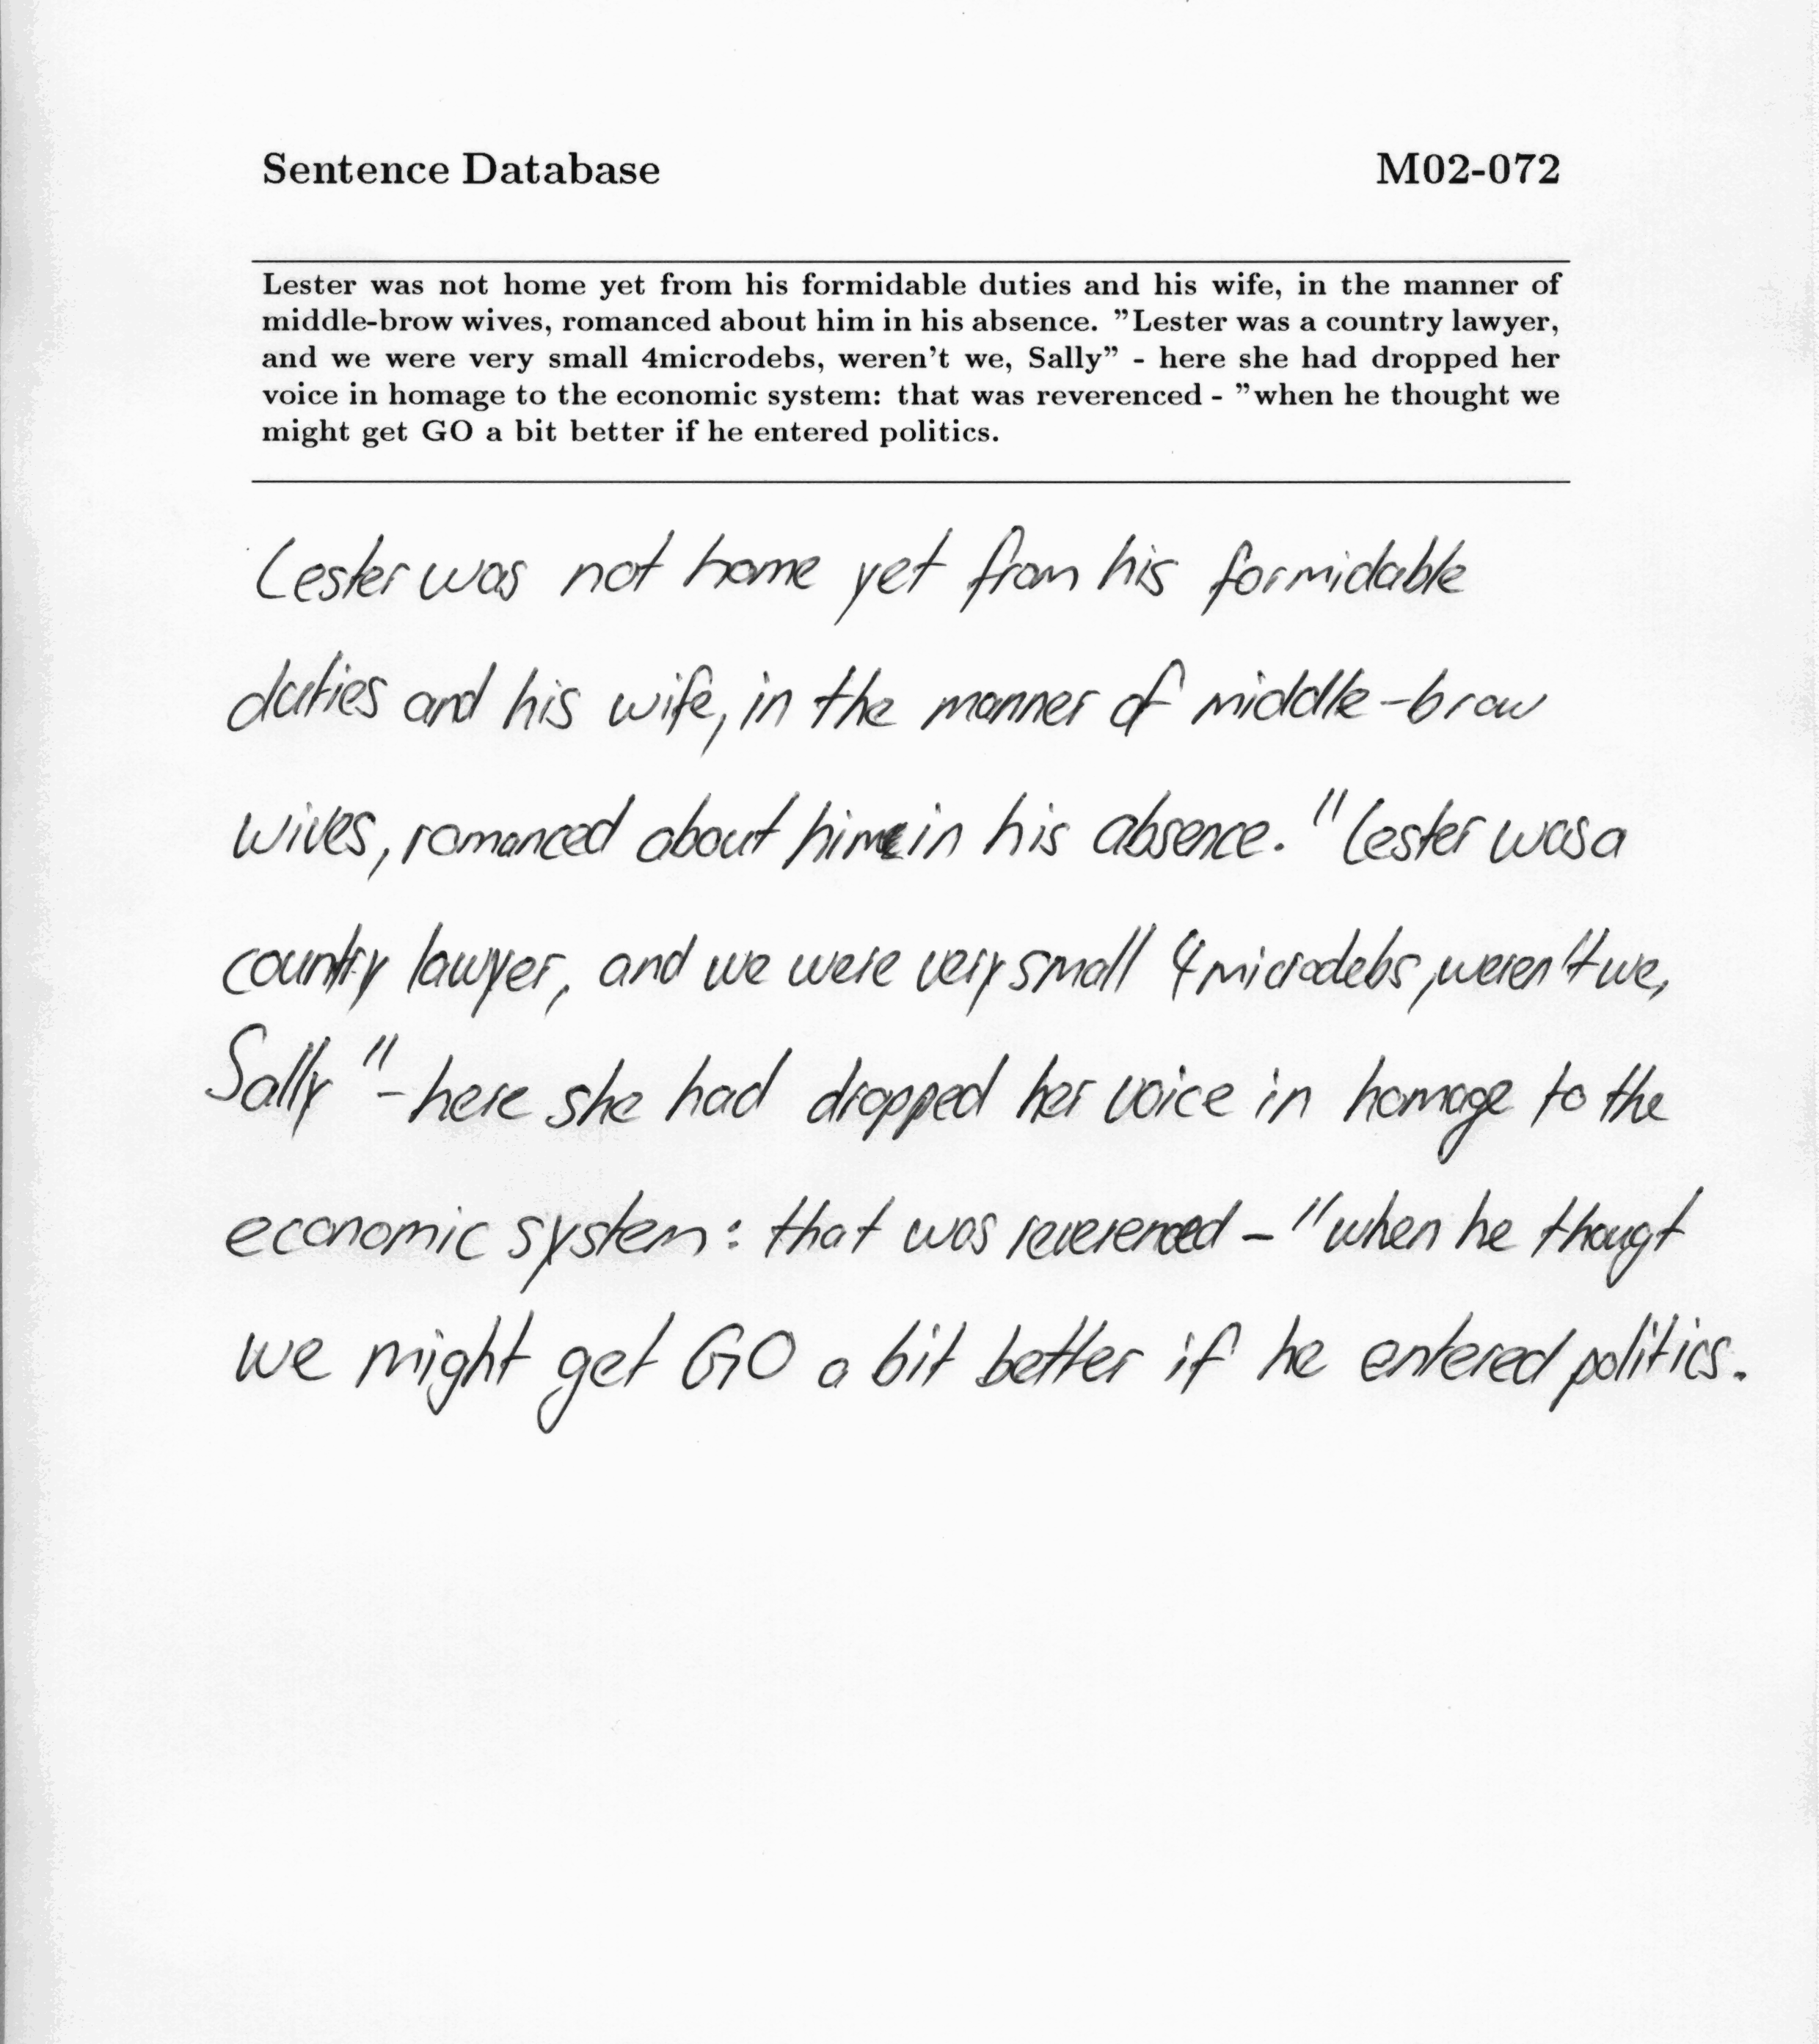 Sentence Database M02-072
Lester was not home yet from his formidable duties and his wife, in the manner of
middle-brow wives, romanced about him in his absence. "Lester was a country lawyer,
and we were very small 4microdebs, weren't we, Sally" - here she had dropped her
voice in homage to the economic system: that was reverenced - "when he thought we
might get GO a bit better if he entered politics.
Lester was not home yet from his formidable
duties and his wife, in the manner of middle-brow
wives, romanced about him in his absence. "Lester was a
country lawyer, and we were very small 4microdebs, weren't we,
Sally" - here she had dropped her voice in homage to the
economic system: that was reverenced - "when he thougt
we might get GO a bit better if he entered politics.